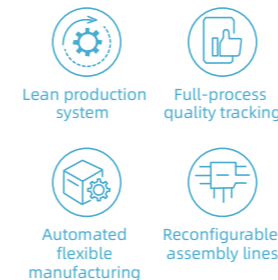 Lean production
system
Full-process
quality tracking
Automated
flexible
manufacturing
Reconfigurable
assembly lines